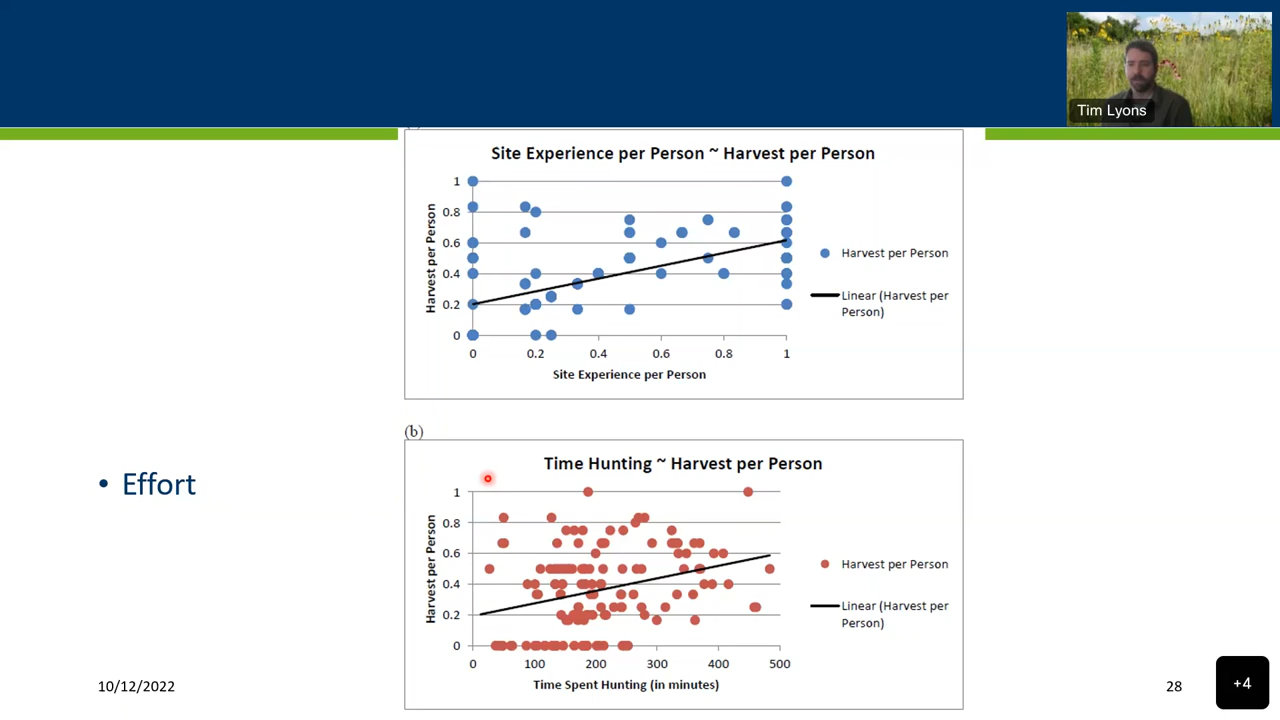 Tim Lyons
Site Experience per Person ~ Harvest per Person
Harvest per Person
1
0.8
0.6
0.4
0.2
0
0 0.2 0.4 0.6 0.8 1
Site Experience per Person
Harvest per Person
Linear (Harvest per
Person)
(b)
Time Hunting ~ Harvest per Person
• Effort
Harvest per Person
1
0.8
0.6
0.4
0.2
0
0 100 200 300 400 500
Time Spent Hunting (in minutes)
Harvest per Person
Linear (Harvest per
Person)
10/12/2022
28
+4